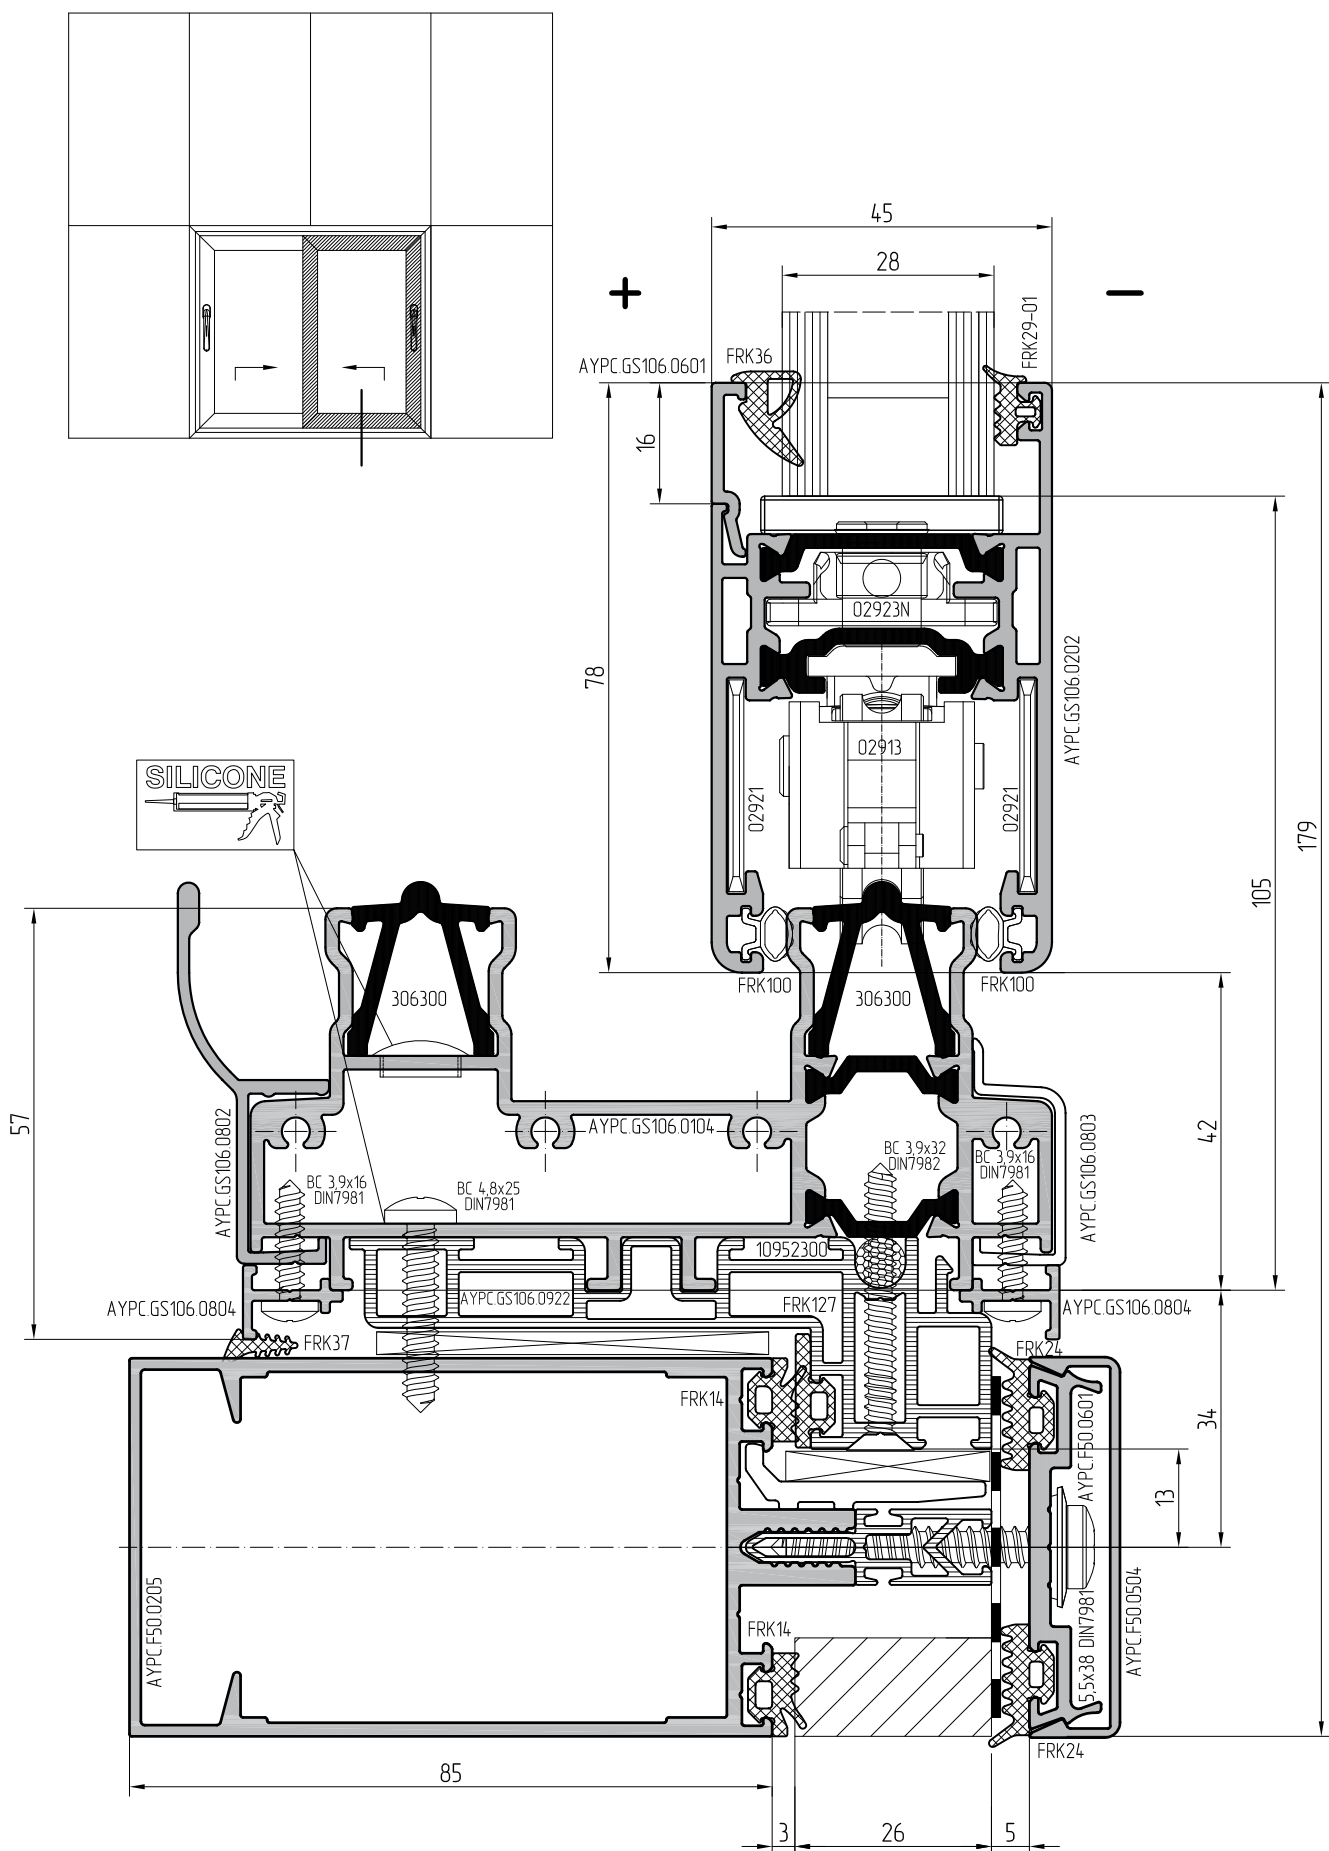 45
28
+
−
FRK36
FRK29-01
AYPC.GS106.0601
16
78
02923N
AYPC.GS106.0202
02913
02921
02921
SILICONE
179
105
FRK100
FRK100
306300
306300
57
42
AYPC.GS106.0802
AYPC.GS106.0104
AYPC.GS106.0803
BC 3,9x16
DIN7981
BC 4,8x25
DIN7981
BC 3,9x32
DIN7982
BC 3,9x16
DIN7981
10952300
AYPC.GS106.0922
FRK127
AYPC.GS106.0804
AYPC.GS106.0804
FRK37
FRK24
FRK14
AYPC.F50.0601
34
13
AYPC.F50.0205
FRK14
5,5x38 DIN7981
AYPC.F50.0504
FRK24
85
3
26
5